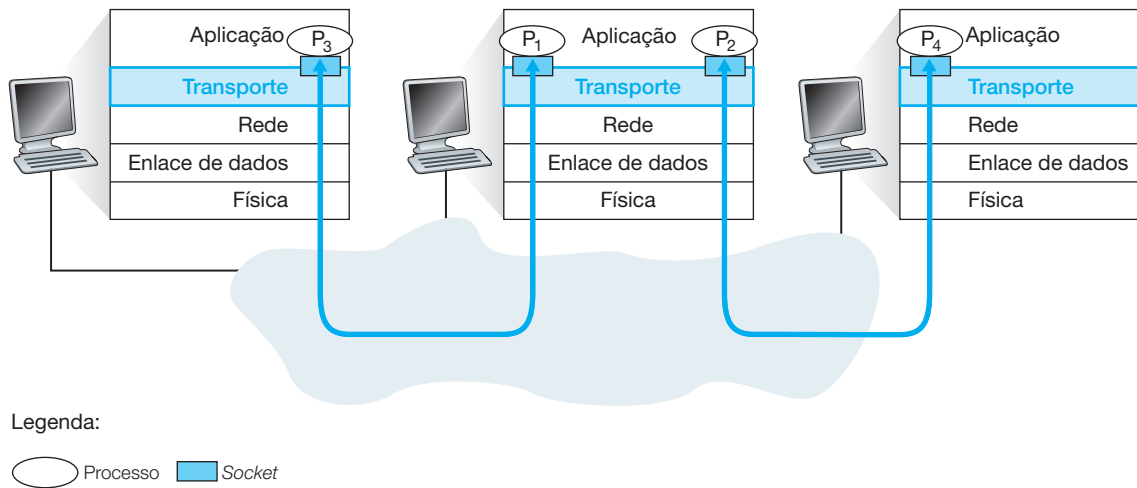 Aplicação P3 P1 Aplicação P2 P4 Aplicação
Transporte Transporte Transporte
Rede Rede Rede
Enlace de dados Enlace de dados Enlace de dados
Física Física Física
Legenda:
Processo Socket